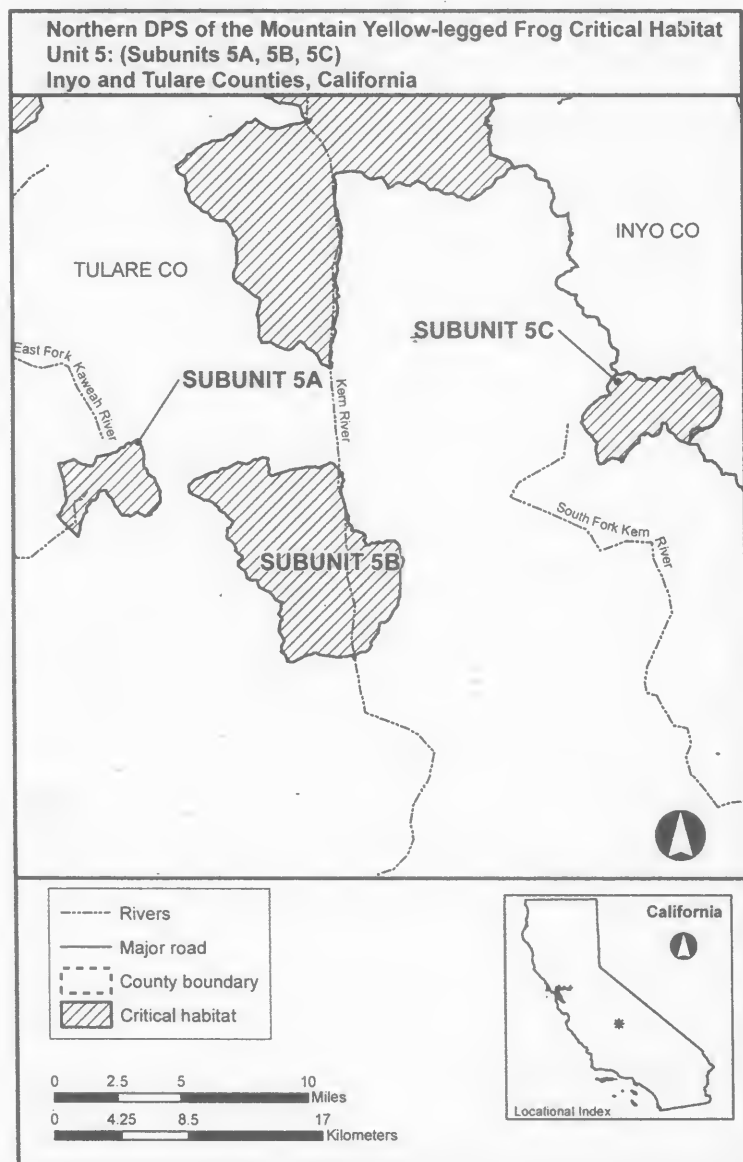 Northern DPS of the Mountain Yellow-legged Frog Critical Habitat
Unit 5: (Subunits 5A, 5B, 5C)
Inyo and Tulare Counties, California
INYO CO
TULARE CO
SUBUNIT 5C
East Fork Kaweah River
SUBUNIT 5A
Kern River
South Fork Kern River
SUBUNIT 5B
Rivers
Major road
County boundary
Critical habitat
0 2.5 5 10
Miles
0 4.25 8.5 17
Kilometers
California
Locational Index